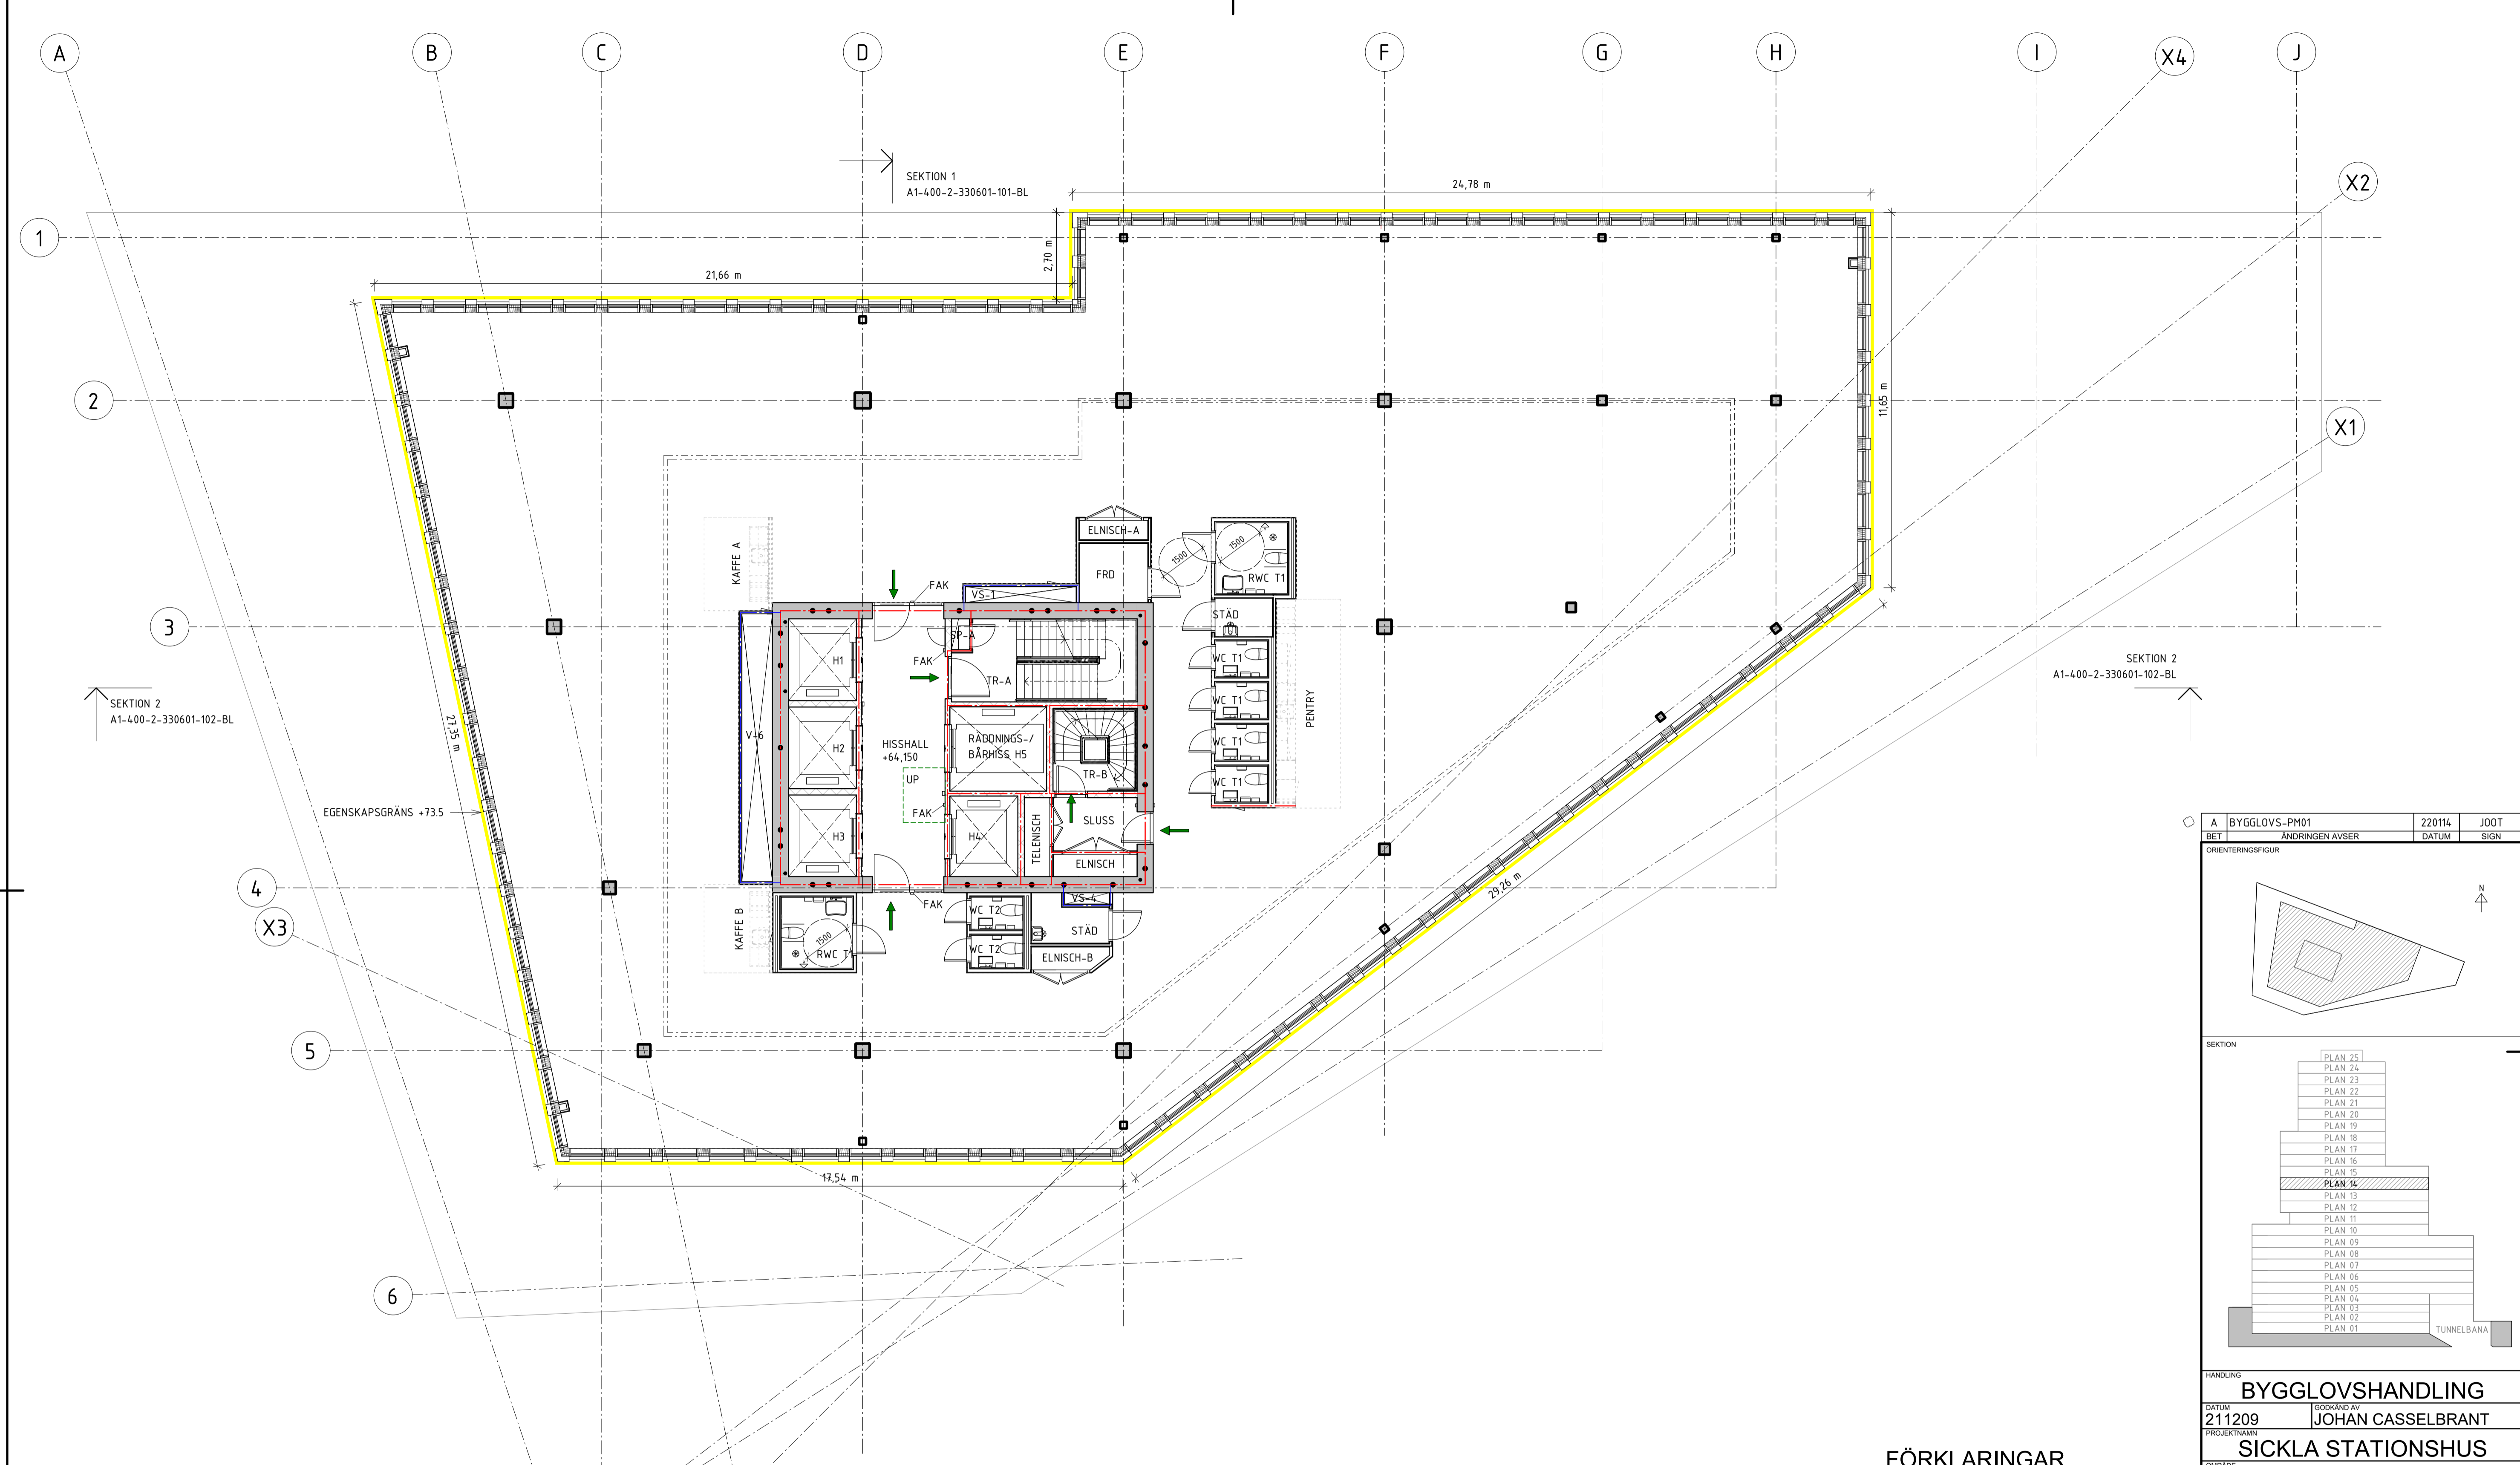 A
B
C
D
E
F
G
H
I
X4
J
SEKTION 1
A1-400-2-330601-101-BL
24,78 m
X2
1
2,70 m
21,66 m
2
11,65 m
X1
ELNISCH-A
1500
1500
KAFFE A
FRD
RWC T1
FAK
VS-1
3
STÄD
SP-A
H1
FAK
WC T1
SEKTION 2
A1-400-2-330601-102-BL
TR-A
WC T1
PENTRY
SEKTION 2
A1-400-2-330601-102-BL
27,35 m
V-6
H2
HISSHALL
+64,150
RÄDDNINGS-/
BÅRHISS H5
WC T1
UP
TR-B
WC T1
EGENSKAPSGRÄNS +73.5
FAK
SLUSS
H3
H4
TELENISCH
ELNISCH
4
29,26 m
FAK
VS-4
X3
KAFFE B
1500
RWC T
WC T2
STÄD
WC T2
ELNISCH-B
5
17,54 m
6
A BYGGLOVS-PM01 220114 JOOT
BET ÄNDRINGEN AVSER DATUM SIGN
ORIENTERINGSFIGUR
N
SEKTION
PLAN 25
PLAN 24
PLAN 23
PLAN 22
PLAN 21
PLAN 20
PLAN 19
PLAN 18
PLAN 17
PLAN 16
PLAN 15
PLAN 14
PLAN 13
PLAN 12
PLAN 11
PLAN 10
PLAN 09
PLAN 08
PLAN 07
PLAN 06
PLAN 05
PLAN 04
PLAN 03
PLAN 02
PLAN 01
TUNNELBANA
HANDLING
BYGGLOVSHANDLING
DATUM GODKÄND AV
211209 JOHAN CASSELBRANT
PROJEKTNAMN
SICKLA STATIONSHUS
OMRÅDE
FÖRKLARINGAR